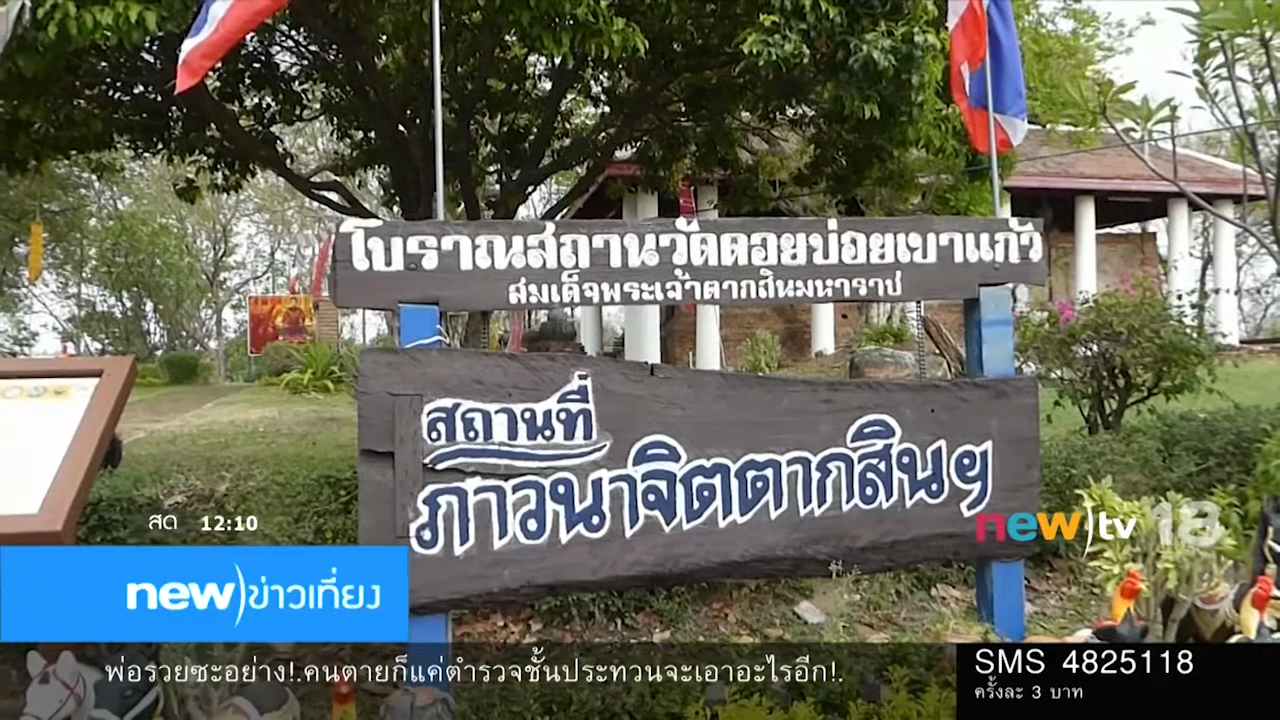 โบราณสถานวัดดอยข่อยเขาแก้ว
สมเด็จพระเจ้าตากสินมหาราช
สถานที่
ภาวนาจิตตากสินฯ
สด 12:10
new)tv 18
new)ข่าวเที่ยง
พ่อรวยซะอย่าง!.คนตายก็แค่ตำรวจชั้นประทวนจะเอาอะไรอีก!.
SMS 4825118
ครั้งละ 3 บาท